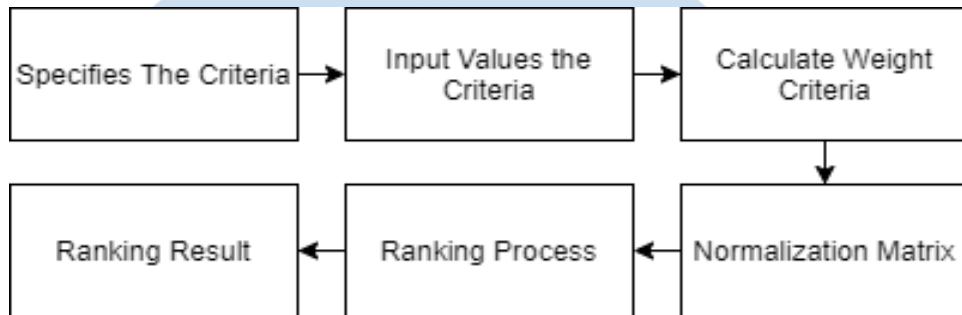 Specifies The Criteria
Input Values the
Criteria
Calculate Weight
Criteria
Ranking Result
Ranking Process
Normalization Matrix